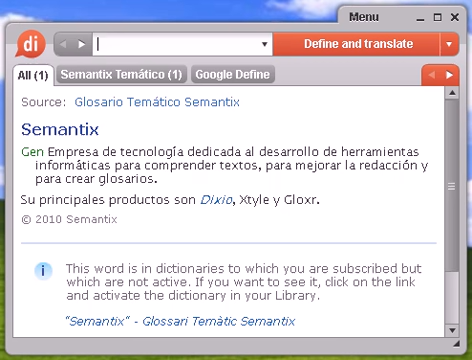 Menu
di
Define and translate
All (1)
Semantix Temático (1)
Google Define
Source: Glosario Temático Semantix
Semantix
Gen Empresa de tecnología dedicada al desarrollo de herramientas
informáticas para comprender textos, para mejorar la redacción y
para crear glosarios.
Su principales productos son Dixio, Xtyle y Gloxr.
© 2010 Semantix
i
This word is in dictionaries to which you are subscribed but
which are not active. If you want to see it, click on the link
and activate the dictionary in your Library.
"Semantix" - Glossari Temàtic Semantix